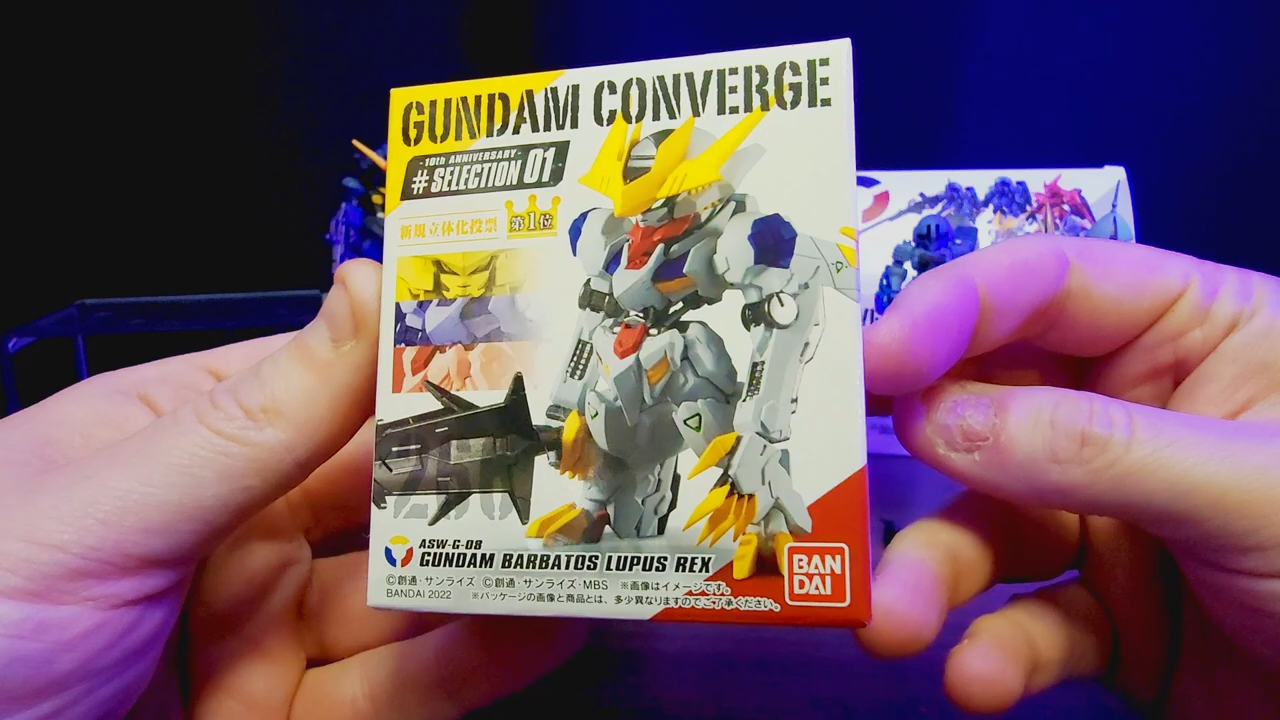 GUNDAM CONVERGE
-10th ANNIVERSARY-
#SELECTION 01
新規立体化投票
第1位
ASW-G-08
GUNDAM BARBATOS LUPUS REX
©創通・サンライズ ©創通・サンライズ・MBS ※画像はイメージです。
BANDAI 2022 ※パッケージの画像と商品とは、多少異なりますのでご了承ください。
BAN
DAI